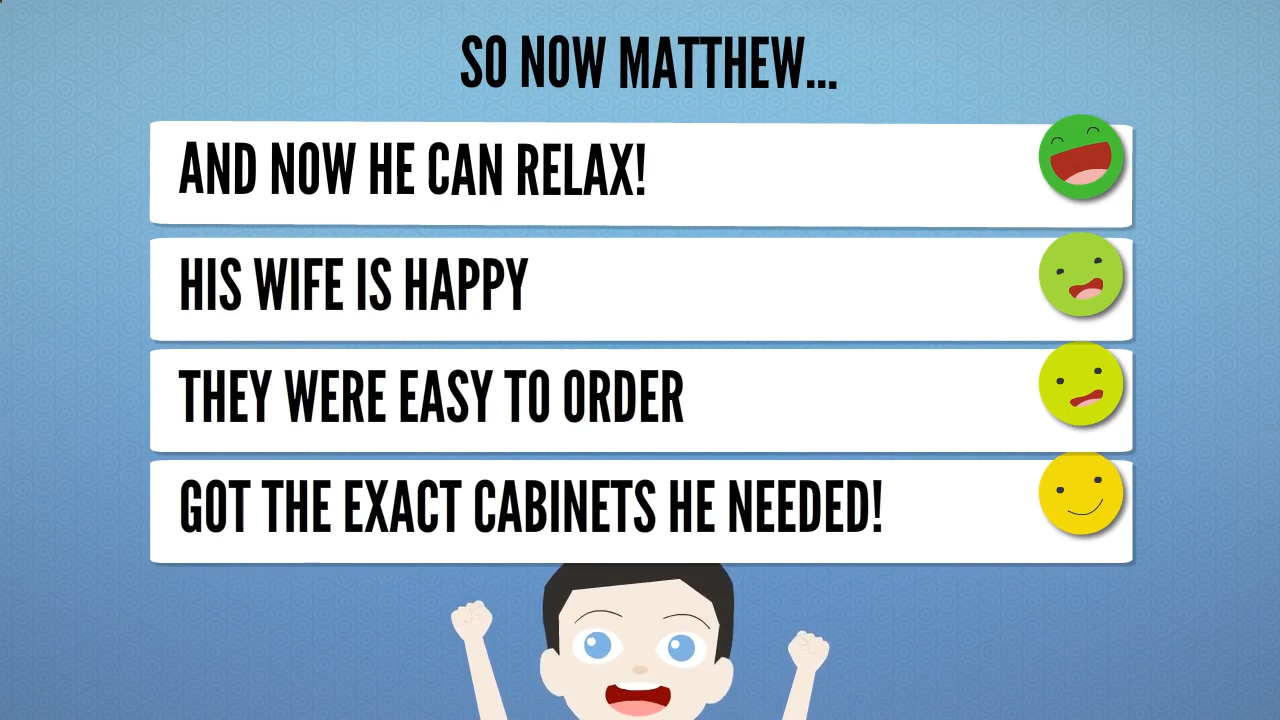 SO NOW MATTHEW...
AND NOW HE CAN RELAX!
HIS WIFE IS HAPPY
THEY WERE EASY TO ORDER
GOT THE EXACT CABINETS HE NEEDED!